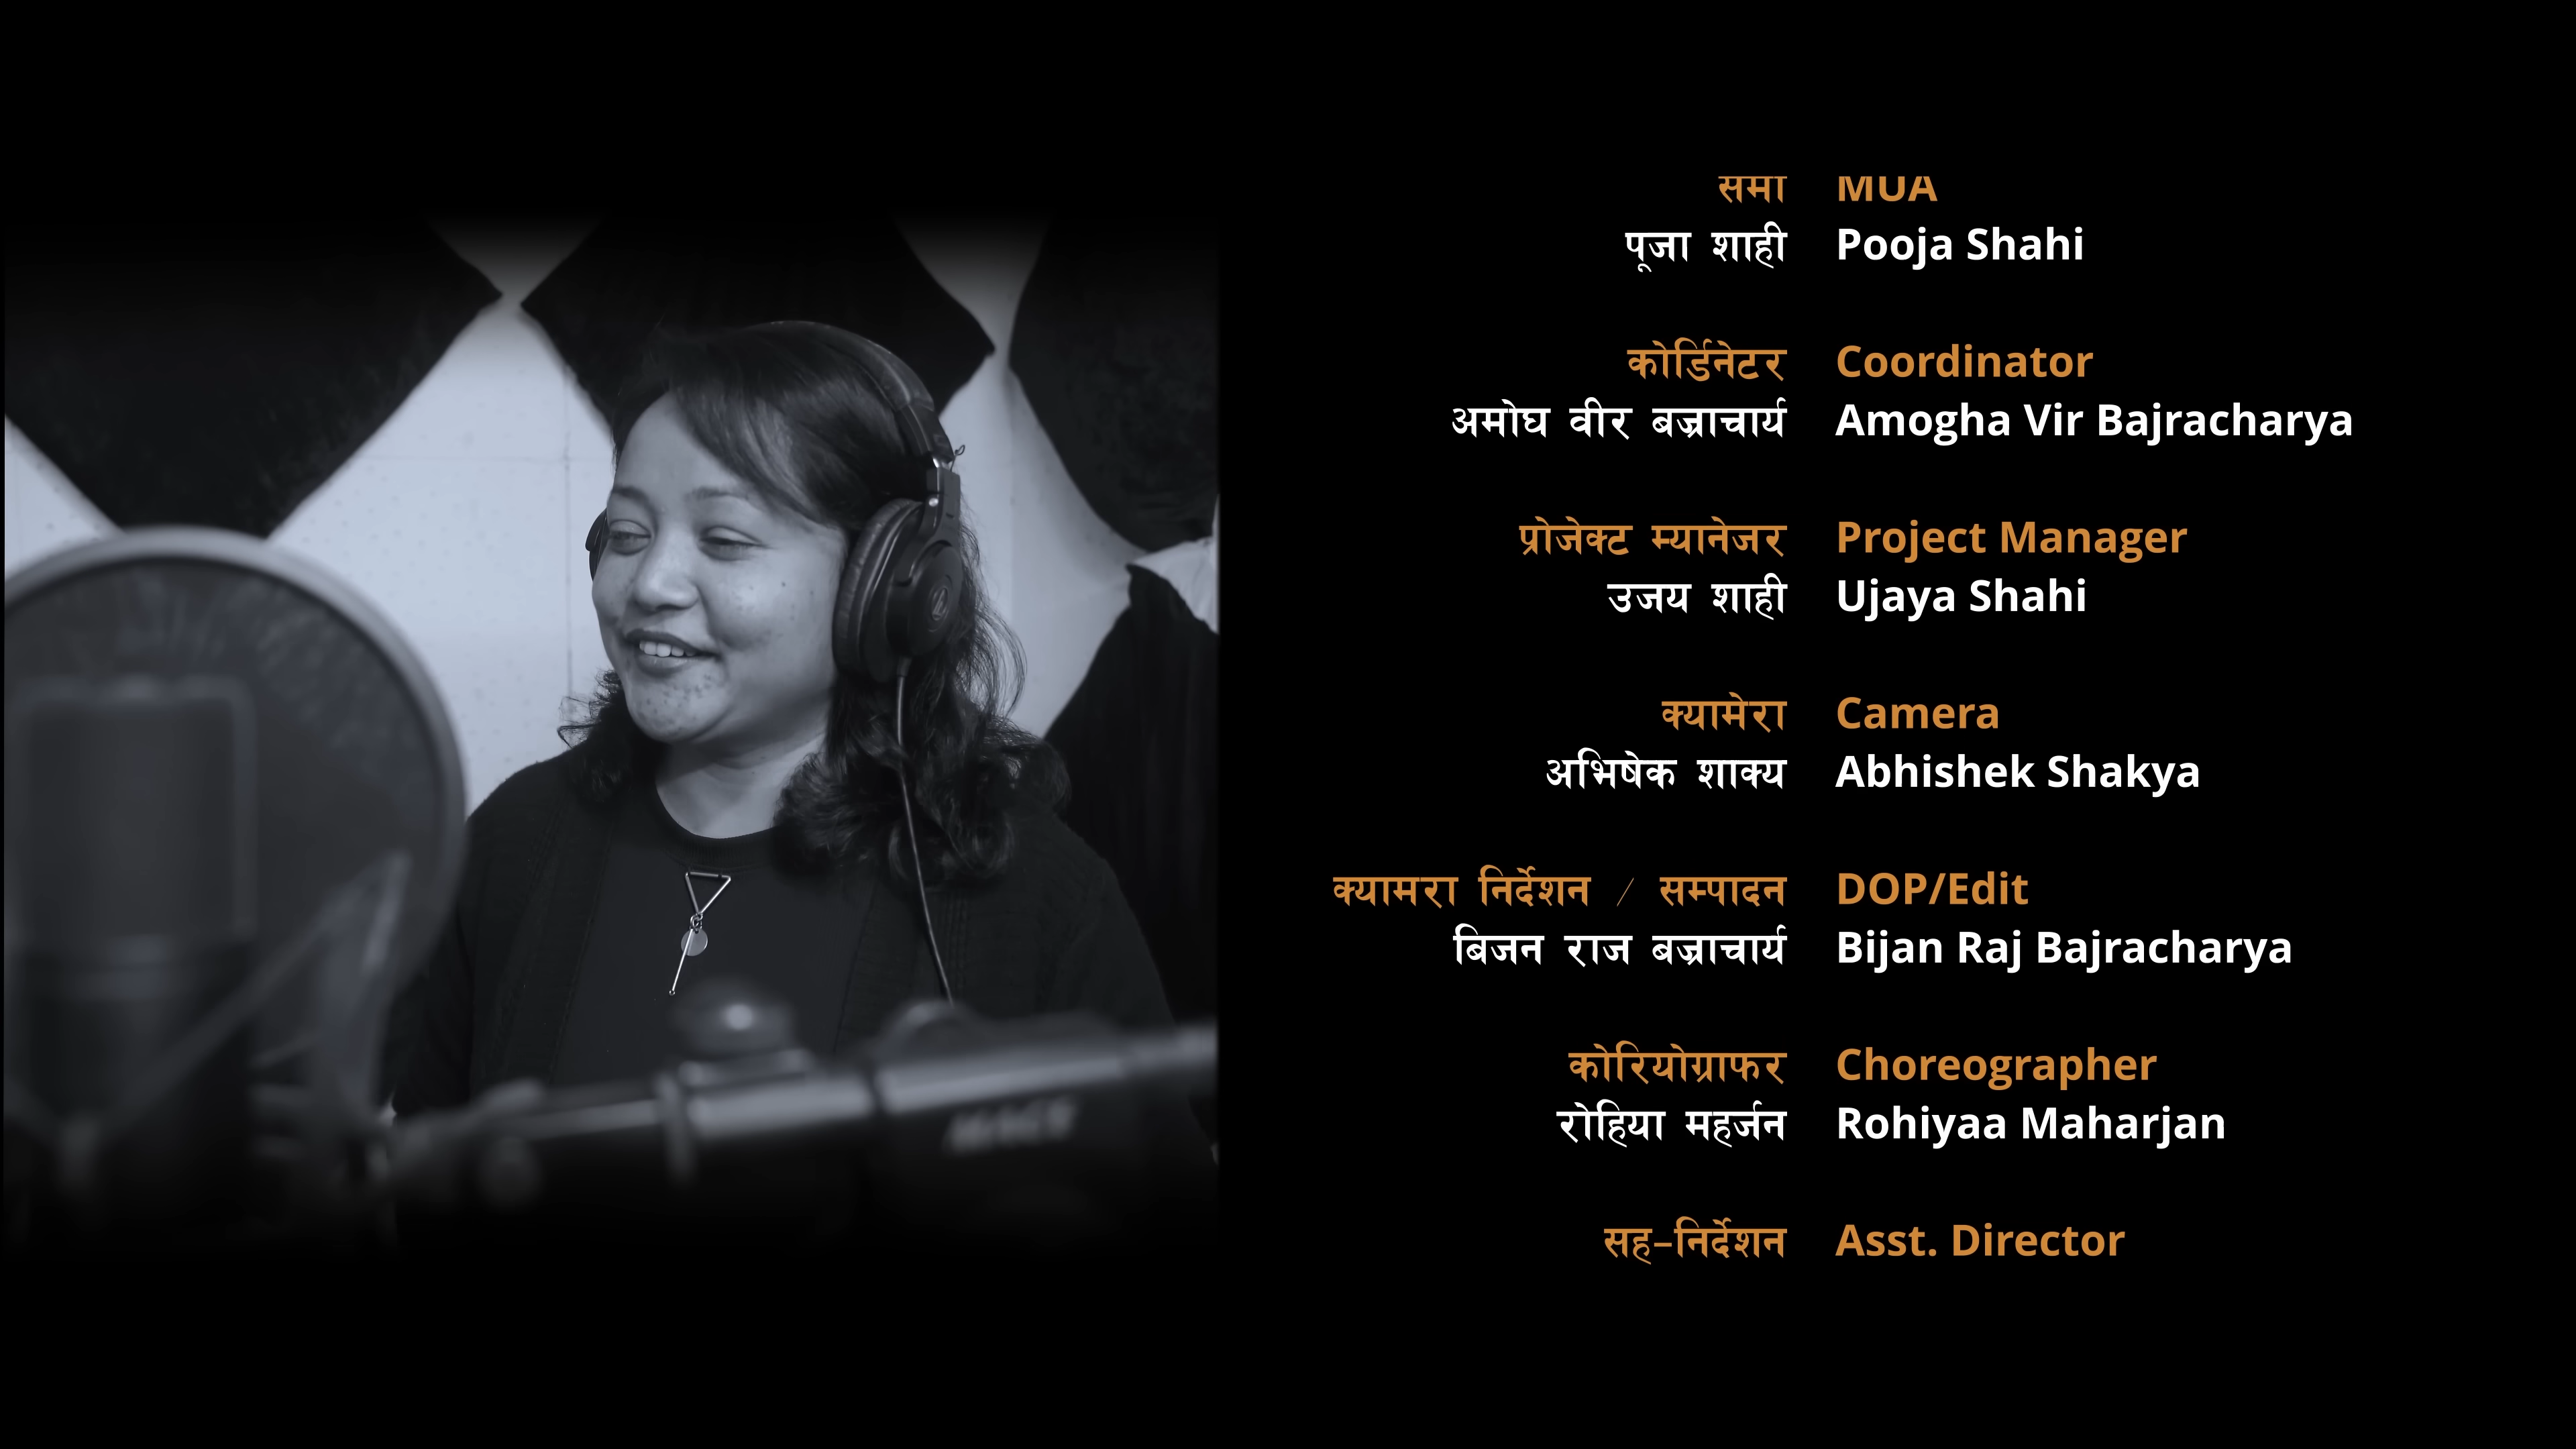 समा MUA
पूजा शाही Pooja Shahi
कोर्डिनेटर Coordinator
अमोघ वीर बज्राचार्य Amogha Vir Bajracharya
प्रोजेक्ट म्यानेजर Project Manager
उजय शाही Ujaya Shahi
क्यामेरा Camera
अभिषेक शाक्य Abhishek Shakya
क्यामरा निर्देशन / सम्पादन DOP/Edit
बिजन राज बज्राचार्य Bijan Raj Bajracharya
कोरियोग्राफर Choreographer
रोहिया महर्जन Rohiyaa Maharjan
सह-निर्देशन Asst. Director